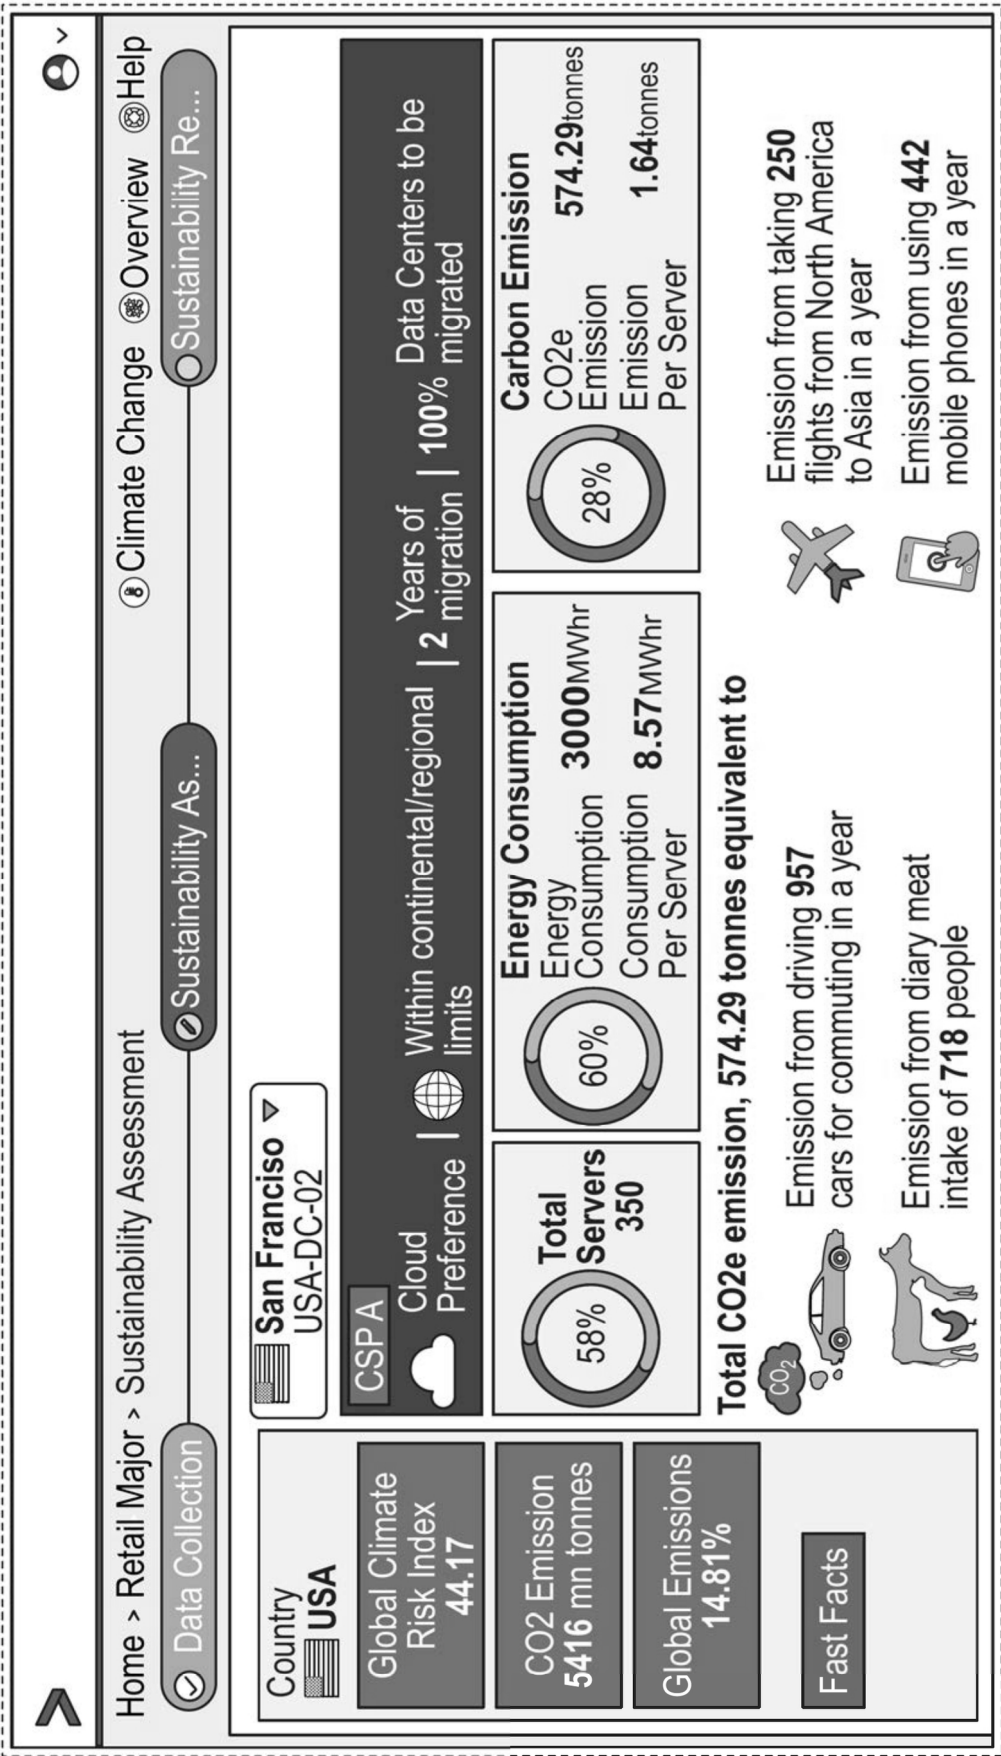 Home > Retail Major > Sustainability Assessment
Climate Change Overview Help
Data Collection
Sustainability As...
Sustainability Re...
Country
USA
Global Climate
Risk Index
44.17
CO2 Emission
5416 mn tonnes
Global Emissions
14.81%
Fast Facts
San Franciso
USA-DC-02
CSP A
Cloud
Preference
Within continental/regional
limits
2 Years of
migration
100% Data Centers to be
migrated
58%
Total
Servers
350
60%
Energy Consumption
Energy
Consumption 3000MWhr
Consumption
Per Server 8.57MWhr
28%
Carbon Emission
CO2e
Emission 574.29tonnes
Emission
Per Server 1.64tonnes
Total CO2e emission, 574.29 tonnes equivalent to
CO2
Emission from driving 957
cars for commuting in a year
Emission from taking 250
flights from North America
to Asia in a year
Emission from diary meat
intake of 718 people
Emission from using 442
mobile phones in a year